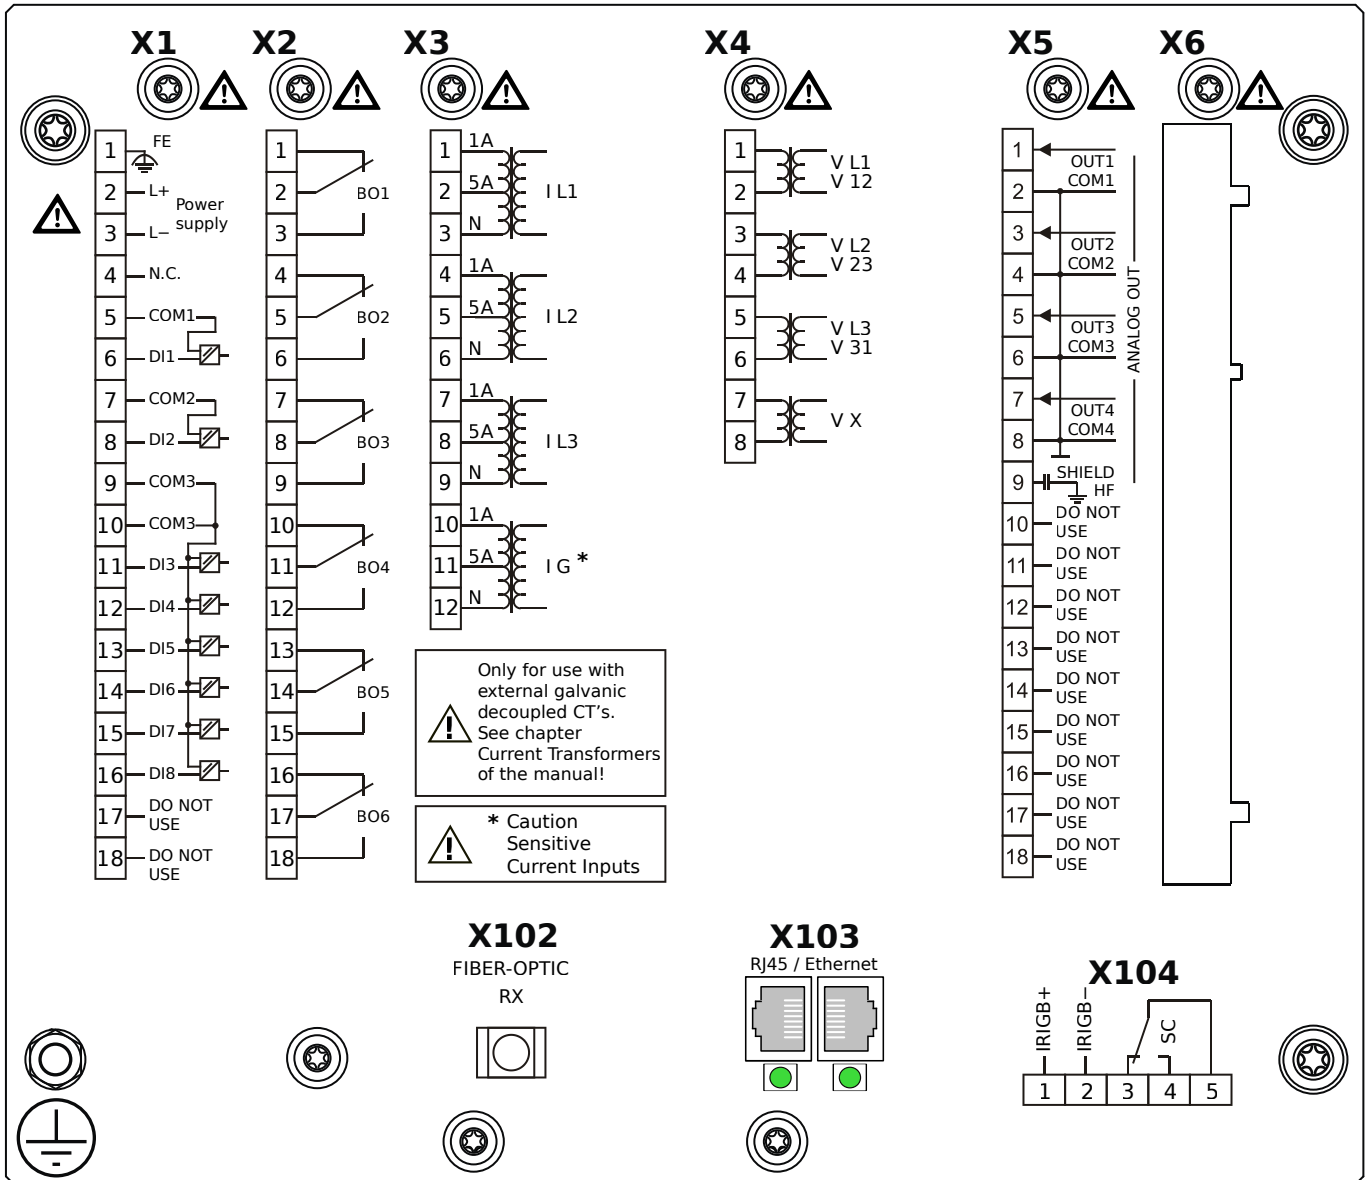 X1
1 FE
2 L+
Power
supply
3 L−
4 N.C.
5 COM1
6 DI1
7 COM2
8 DI2
9 COM3
10 COM3
11 DI3
12 DI4
13 DI5
14 DI6
15 DI7
16 DI8
17 DO NOT
USE
18 DO NOT
USE
X2
1
2 BO1
3
4
5 BO2
6
7
8 BO3
9
10
11 BO4
12
13
14 BO5
15
16
17 BO6
18
X3
1 1A
2 5A I L1
3 N
4 1A
5 5A I L2
6 N
7 1A
8 5A I L3
9 N
10 1A
11 5A I G *
12 N
Only for use with
external galvanic
decoupled CT's.
See chapter
Current Transformers
of the manual!
* Caution
Sensitive
Current Inputs
X4
1 V L1
2 V 12
3 V L2
4 V 23
5 V L3
6 V 31
7 V X
8
X5
1 OUT1
2 COM1
3 OUT2
4 COM2
5 OUT3
6 COM3
7 OUT4
8 COM4
ANALOG OUT
9 SHIELD
HF
10 DO NOT
USE
11 DO NOT
USE
12 DO NOT
USE
13 DO NOT
USE
14 DO NOT
USE
15 DO NOT
USE
16 DO NOT
USE
17 DO NOT
USE
18 DO NOT
USE
X6
X102
FIBER-OPTIC
RX
X103
RJ45 / Ethernet
X104
IRIGB+
IRIGB−
SC
1 2 3 4 5